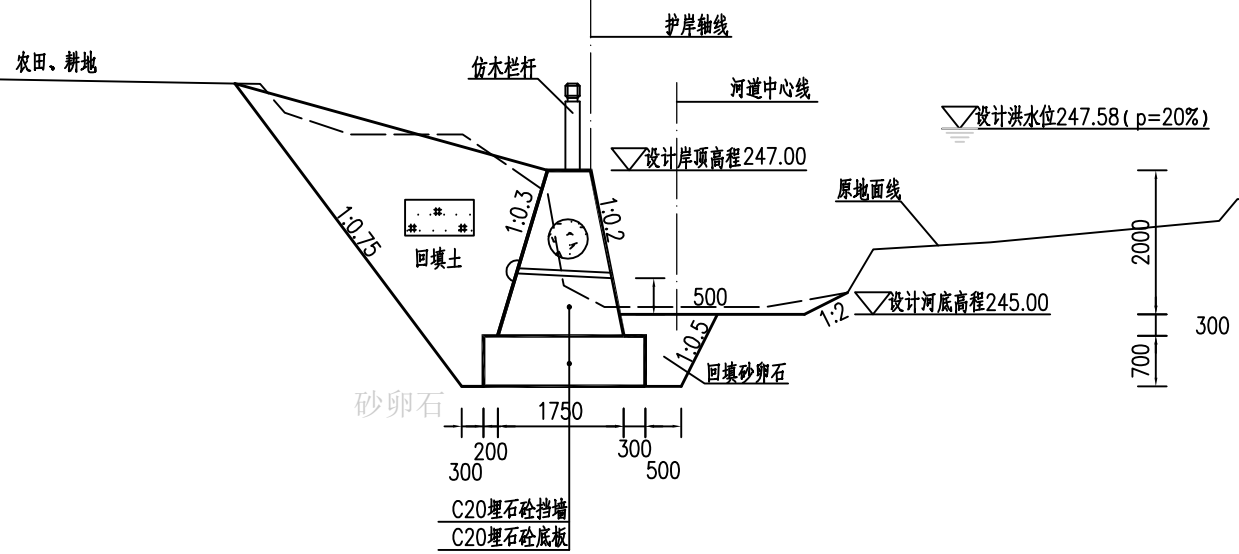 护岸轴线
农田、耕地
仿木栏杆
河道中心线
设计洪水位247.58(p=20%)
设计岸顶高程247.00
原地面线
1:0.3
1:0.2
1:0.75
回填土
2000
500
设计河底高程245.00
1:2
300
1:0.5
700
回填砂卵石
砂卵石
1750
200
300
300
500
C20埋石砼挡墙
C20埋石砼底板